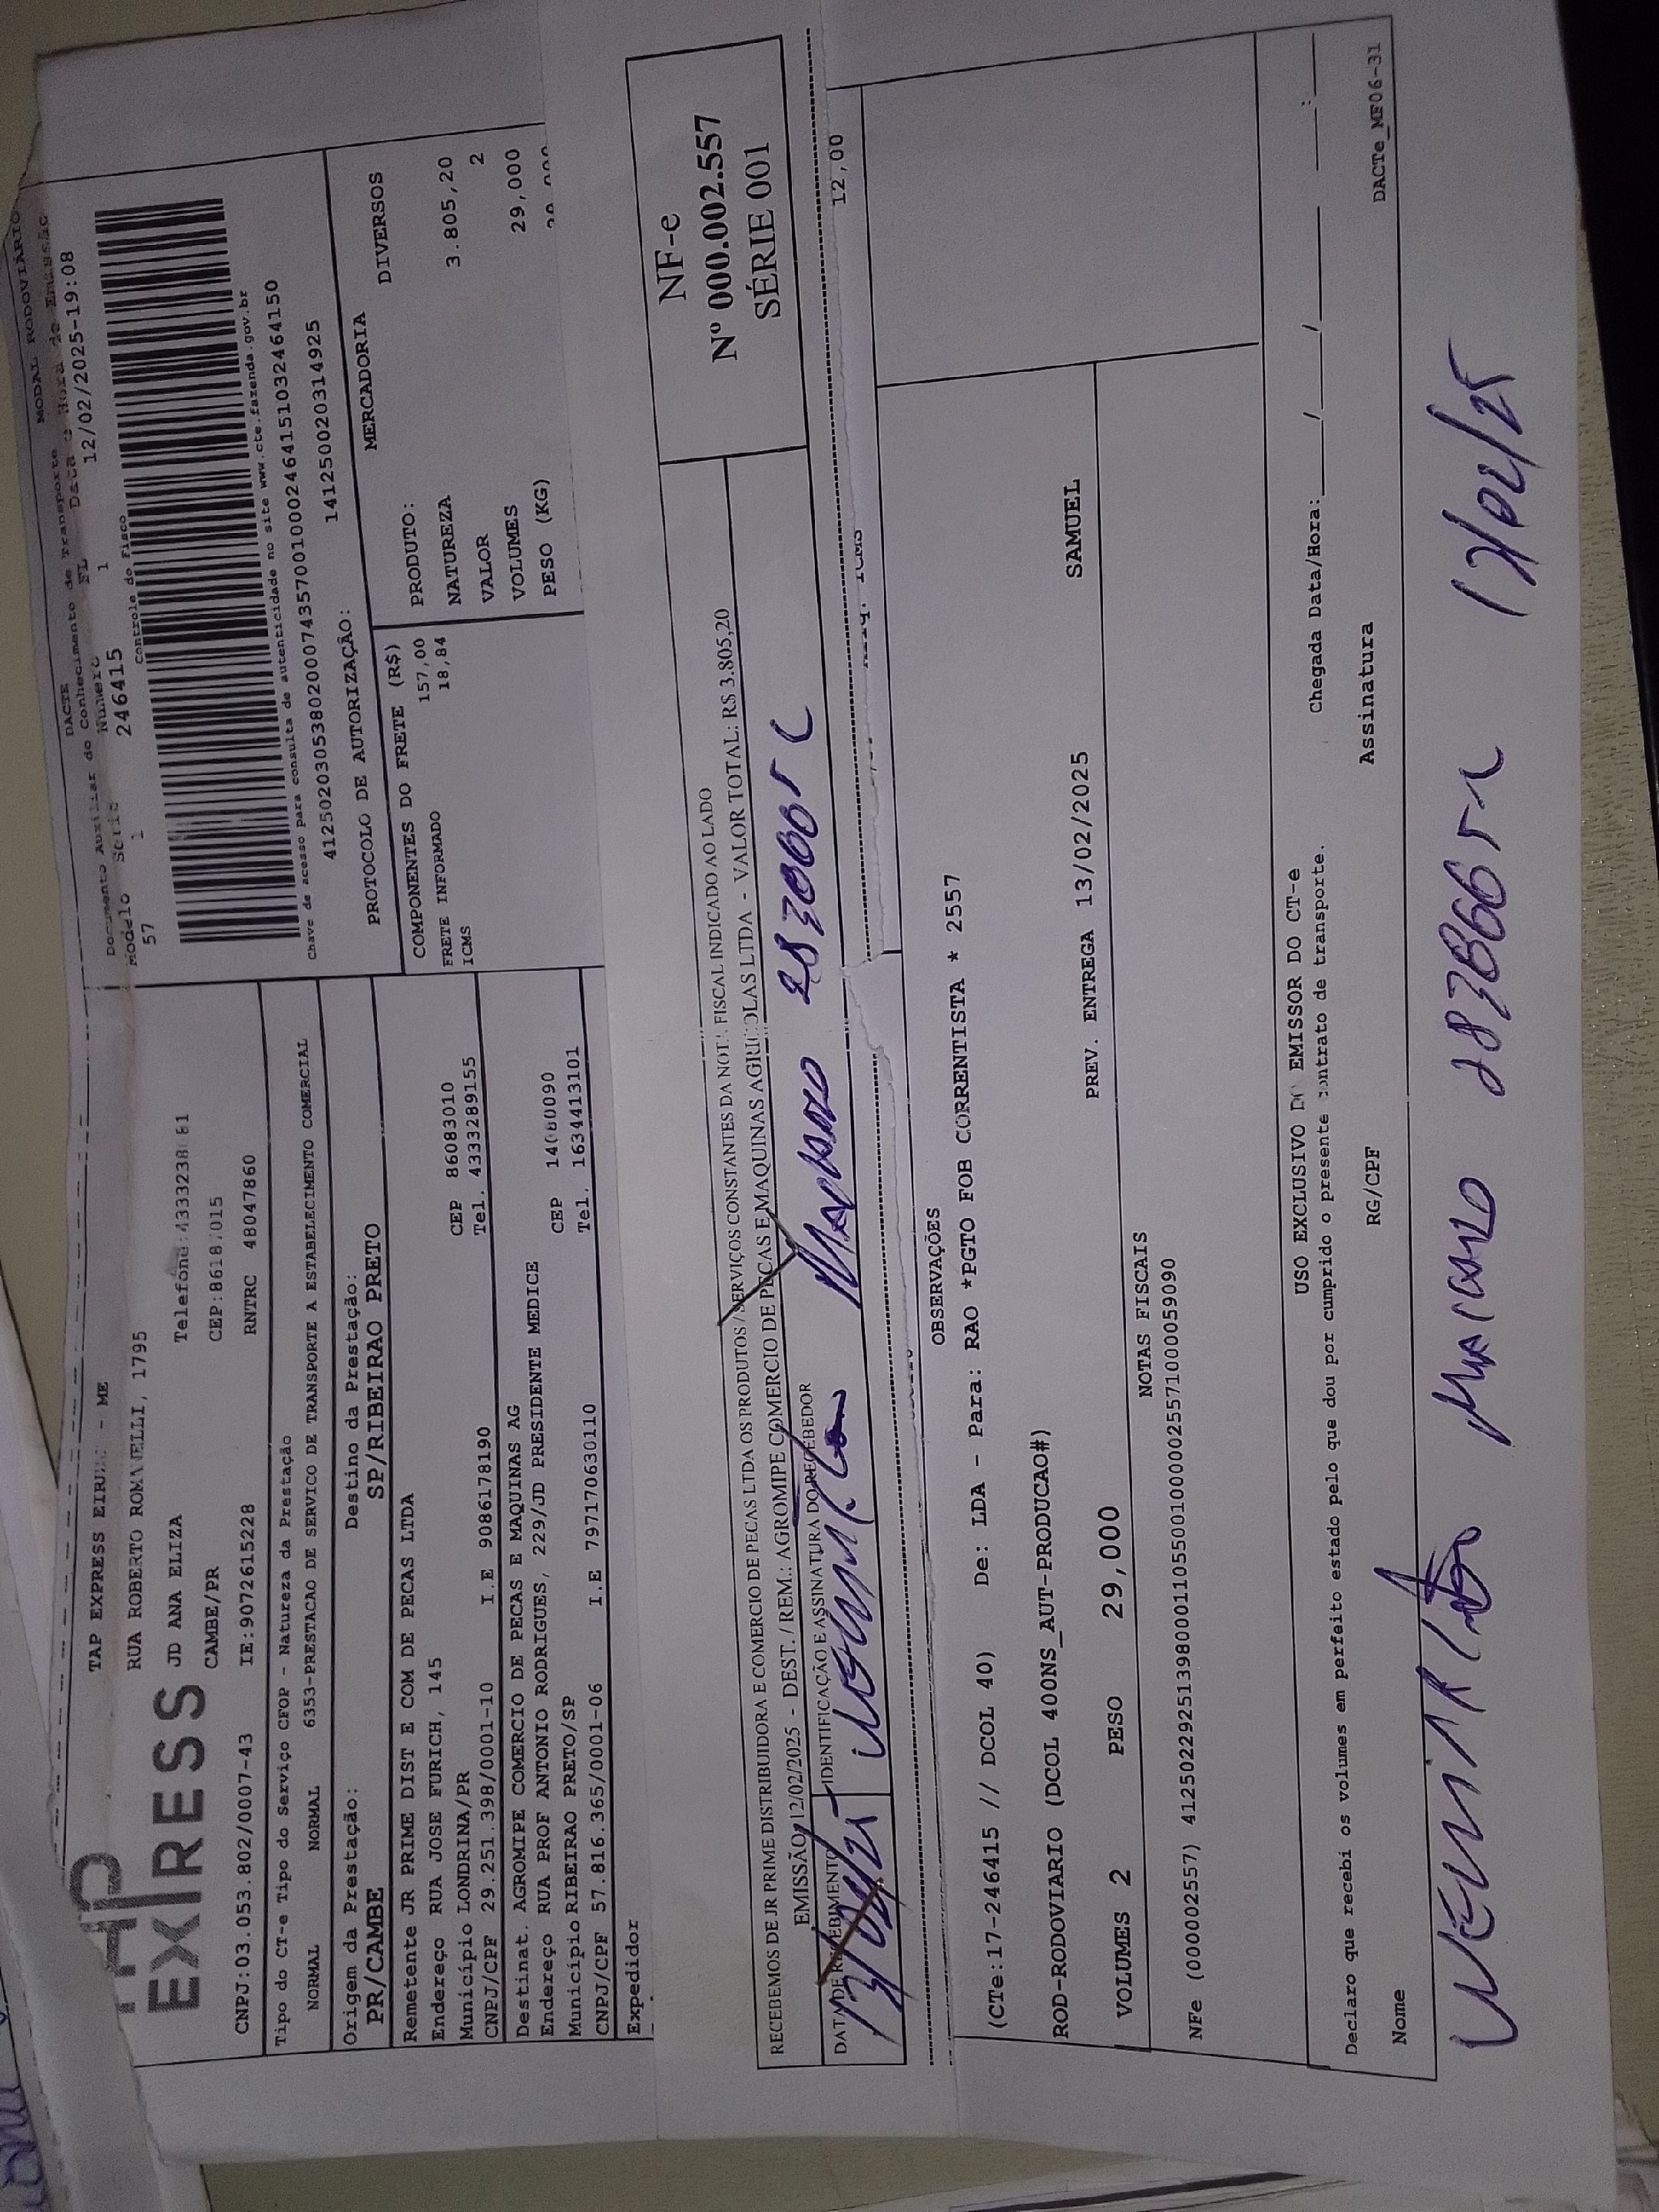 MODAL RODOVIÁRIO
DACTE
Documento Auxiliar do Conhecimento de Transporte
Modelo Serie Numero FL Data e Hora de Emissão
57 1 246415 1 12/02/2025-19:08
Controle do Fisco
Chave de acesso para consulta de autenticidade no site www.cte.fazenda.gov.br
41250203053802000743570010002464151032464150
PROTOCOLO DE AUTORIZAÇÃO: 141250020314925
TAP EXPRESS - ME
EXPRESS
RUA ROBERTO ROMANELLI, 1795
JD ANA ELIZA
CAMBE/PR
CNPJ:03.053.802/0007-43 IE:9072615228 RNTRC 48047860
Tipo do CT-e Tipo do Serviço CFOP - Natureza da Prestação
NORMAL NORMAL 6353-PRESTACAO DE SERVICO DE TRANSPORTE A ESTABELECIMENTO COMERCIAL
Origem da Prestação: Destino da Prestação:
PR/CAMBE SP/RIBEIRAO PRETO
COMPONENTES DO FRETE (R$)
FRETE INFORMADO 157,00
ICMS 18,84
MERCADORIA
PRODUTO: DIVERSOS
NATUREZA
VALOR 3.805,20
VOLUMES 2
PESO (KG) 29,000
Remetente JR PRIME DIST E COM DE PECAS LTDA
Endereço RUA JOSE FURICH, 145
Município LONDRINA/PR CEP 86083010
CNPJ/CPF 29.251.398/0001-10 I.E 9086178190 Tel. 4333289155
Destinat. AGROMIPE COMERCIO DE PECAS E MAQUINAS AG
Endereço RUA PROF ANTONIO RODRIGUES, 229/JD PRESIDENTE MEDICE
Município RIBEIRAO PRETO/SP CEP
CNPJ/CPF 57.816.365/0001-06 I.E 797170630110 Tel. 1634413101
Expedidor
RECEBEMOS DE JR PRIME DISTRIBUIDORA E COMERCIO DE PECAS LTDA OS PRODUTOS / SERVIÇOS CONSTANTES DA NOTA FISCAL INDICADO AO LADO
EMISSÃO: 12/02/2025 - DEST. / REM.: AGROMIPE COMERCIO DE PECAS E MAQUINAS AGRICOLAS LTDA - VALOR TOTAL: R$ 3.805,20
DATA DE RECEBIMENTO IDENTIFICAÇÃO E ASSINATURA DO RECEBEDOR
NF-e
Nº 000.002.557
SÉRIE 001
ICMS 12,00
OBSERVAÇÕES
(CTe:17-246415 // DCOL 40) De: LDA - Para: RAO *PGTO FOB CORRENTISTA * 2557
ROD-RODOVIARIO (DCOL 400NS_AUT-PRODUCAO#)
PREV. ENTREGA 13/02/2025 SAMUEL
VOLUMES 2 PESO 29,000
NOTAS FISCAIS
NFe (000002557) 41250229251398000110550010000025571000059090
USO EXCLUSIVO DO EMISSOR DO CT-e
Declaro que recebi os volumes em perfeito estado pelo que dou por cumprido o presente contrato de transporte. Chegada Data/Hora: ____/____/____ ____:____
Nome RG/CPF Assinatura
DACTe_MF06-31